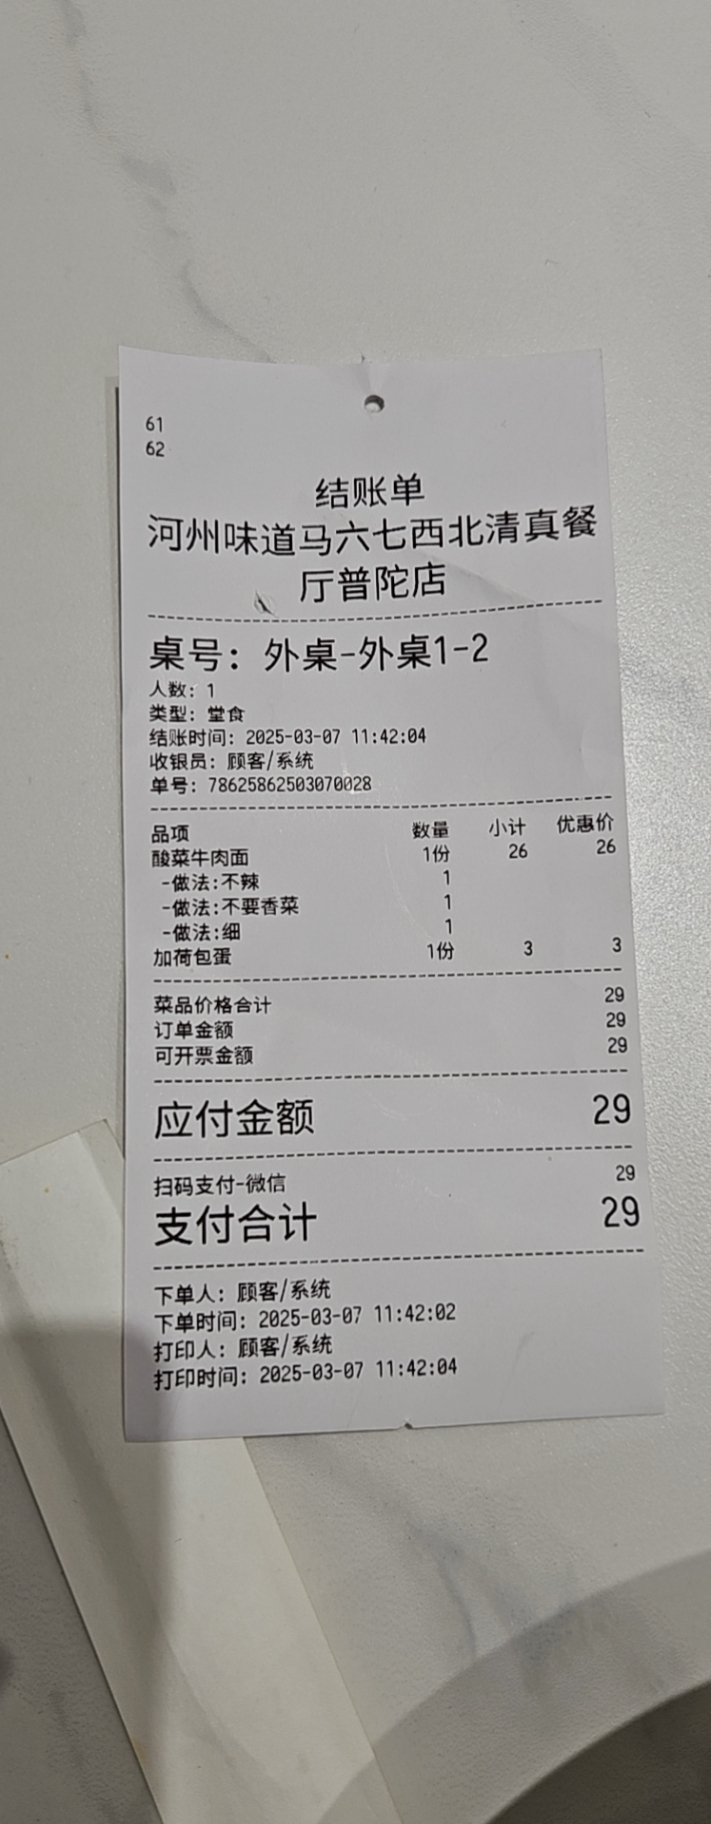 61
62
结账单
河州味道马六七西北清真餐
厅普陀店
桌号：外桌-外桌1-2
人数：1
类型：堂食
结账时间：2025-03-07 11:42:04
收银员：顾客/系统
单号：78625862503070028
品项 数量 小计 优惠价
酸菜牛肉面 1份 26 26
-做法:不辣 1
-做法:不要香菜 1
-做法:细 1
加荷包蛋 1份 3 3
菜品价格合计 29
订单金额 29
可开票金额 29
应付金额 29
扫码支付-微信 29
支付合计 29
下单人：顾客/系统
下单时间：2025-03-07 11:42:02
打印人：顾客/系统
打印时间：2025-03-07 11:42:04